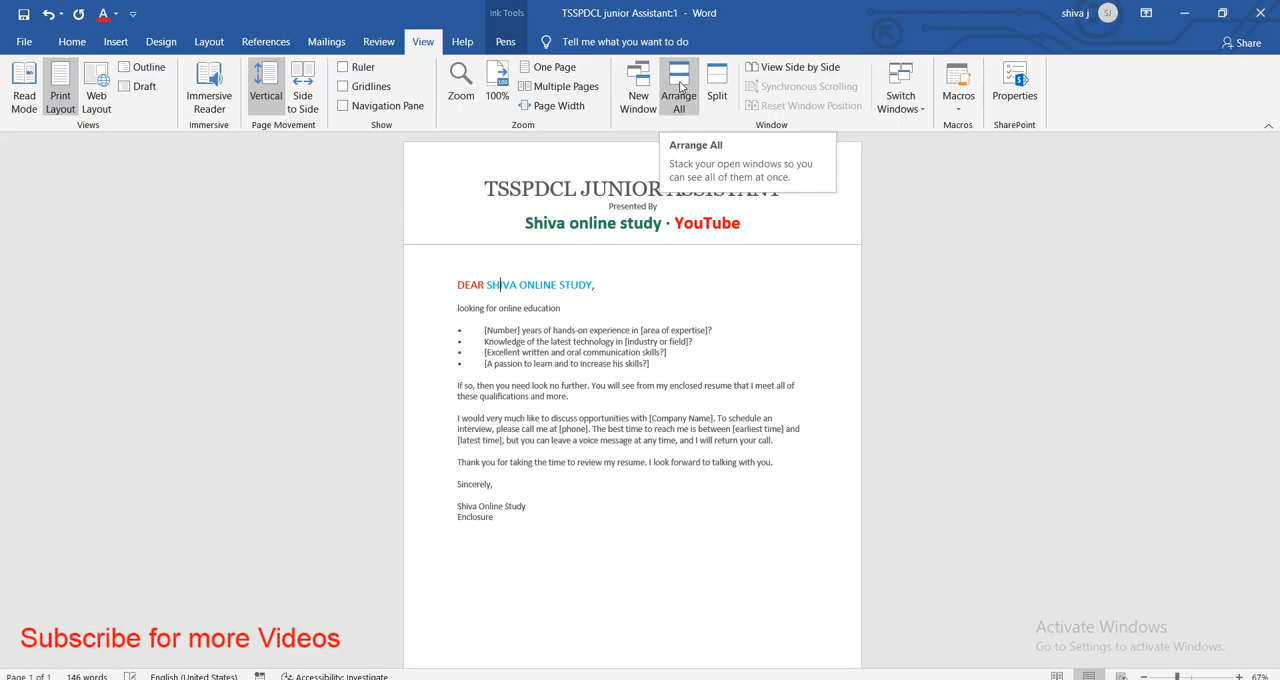 Ink Tools
TSSPDCL junior Assistant:1 - Word
shiva j
SJ
File Home Insert Design Layout References Mailings Review View Help Pens Tell me what you want to do
Share
Read Mode
Print Layout
Web Layout
Outline
Draft
Views
Immersive Reader
Immersive
Vertical
Side to Side
Page Movement
Ruler
Gridlines
Navigation Pane
Show
Zoom
100
100%
One Page
Multiple Pages
Page Width
Zoom
New Window
Arrange All
Split
View Side by Side
Synchronous Scrolling
Reset Window Position
Window
Switch Windows
Macros
Macros
Properties
SharePoint
Arrange All
Stack your open windows so you
can see all of them at once.
TSSPDCL JUNIOR ASSISTANT
Presented By
Shiva online study · YouTube
DEAR SHIVA ONLINE STUDY,
looking for online education
• [Number] years of hands-on experience in [area of expertise]?
• Knowledge of the latest technology in [industry or field]?
• [Excellent written and oral communication skills?]
• [A passion to learn and to increase his skills?]
If so, then you need look no further. You will see from my enclosed resume that I meet all of
these qualifications and more.
I would very much like to discuss opportunities with [Company Name]. To schedule an
interview, please call me at [phone]. The best time to reach me is between [earliest time] and
[latest time], but you can leave a voice message at any time, and I will return your call.
Thank you for taking the time to review my resume. I look forward to talking with you.
Sincerely,
Shiva Online Study
Enclosure
Subscribe for more Videos
Activate Windows
Go to Settings to activate Windows.
Page 1 of 1 146 words English (United States) Accessibility: Investigate 67%